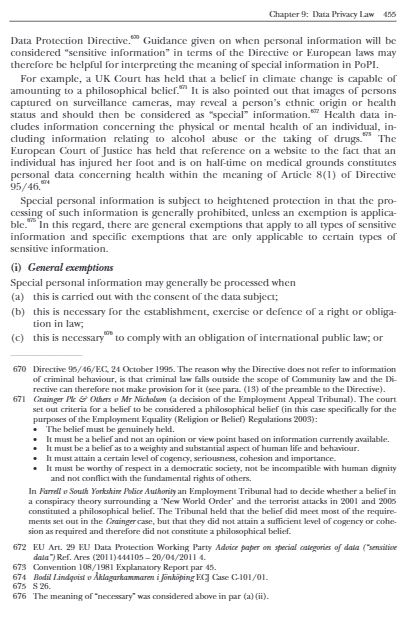 Chapter 9: Data Privacy Law 455
Data Protection Directive.670 Guidance given on when personal information will be
considered “sensitive information” in terms of the Directive or European laws may
therefore be helpful for interpreting the meaning of special information in PoPI.
For example, a UK Court has held that a belief in climate change is capable of
amounting to a philosophical belief.671 It is also pointed out that images of persons
captured on surveillance cameras, may reveal a person’s ethnic origin or health
status and should then be considered as “special” information.672 Health data in-
cludes information concerning the physical or mental health of an individual, in-
cluding information relating to alcohol abuse or the taking of drugs.673 The
European Court of Justice has held that reference on a website to the fact that an
individual has injured her foot and is on half-time on medical grounds constitutes
personal data concerning health within the meaning of Article 8(1) of Directive
95/46.674
Special personal information is subject to heightened protection in that the pro-
cessing of such information is generally prohibited, unless an exemption is applica-
ble.675 In this regard, there are general exemptions that apply to all types of sensitive
information and specific exemptions that are only applicable to certain types of
sensitive information.
(i) General exemptions
Special personal information may generally be processed when
(a) this is carried out with the consent of the data subject;
(b) this is necessary for the establishment, exercise or defence of a right or obliga-
tion in law;
(c) this is necessary676 to comply with an obligation of international public law; or
670 Directive 95/46/EC, 24 October 1995. The reason why the Directive does not refer to information
of criminal behaviour, is that criminal law falls outside the scope of Community law and the Di-
rective can therefore not make provision for it (see para. (13) of the preamble to the Directive).
671 Grainger Plc & Others v Mr Nicholson (a decision of the Employment Appeal Tribunal). The court
set out criteria for a belief to be considered a philosophical belief (in this case specifically for the
purposes of the Employment Equality (Religion or Belief) Regulations 2003):
• The belief must be genuinely held.
• It must be a belief and not an opinion or view point based on information currently available.
• It must be a belief as to a weighty and substantial aspect of human life and behaviour.
• It must attain a certain level of cogency, seriousness, cohesion and importance.
• It must be worthy of respect in a democratic society, not be incompatible with human dignity
and not conflict with the fundamental rights of others.
In Farrell v South Yorkshire Police Authority an Employment Tribunal had to decide whether a belief in
a conspiracy theory surrounding a ‘New World Order’ and the terrorist attacks in 2001 and 2005
constituted a philosophical belief. The Tribunal held that the belief did meet most of the require-
ments set out in the Grainger case, but that they did not attain a sufficient level of cogency or cohe-
sion as required and therefore did not constitute a philosophical belief.
672 EU Art. 29 EU Data Protection Working Party Advice paper on special categories of data (“sensitive
data”) Ref. Ares (2011)444105 – 20/04/2011 4.
673 Convention 108/1981 Explanatory Report par 45.
674 Bodil Lindqvist v Åklagarkammaren i Jönköping ECJ Case C-101/01.
675 S 26.
676 The meaning of “necessary” was considered above in par (a)(ii).